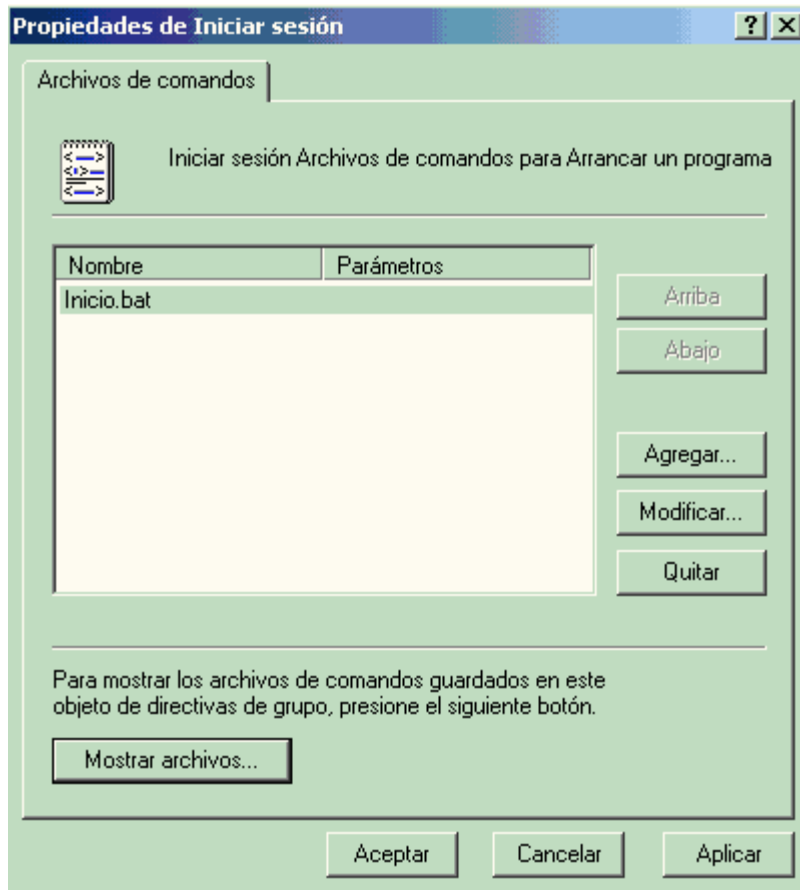 Propiedades de Iniciar sesión
Archivos de comandos
Iniciar sesión Archivos de comandos para Arrancar un programa
Nombre Parámetros
Inicio.bat
Arriba
Abajo
Agregar...
Modificar...
Quitar
Para mostrar los archivos de comandos guardados en este
objeto de directivas de grupo, presione el siguiente botón.
Mostrar archivos...
Aceptar Cancelar Aplicar